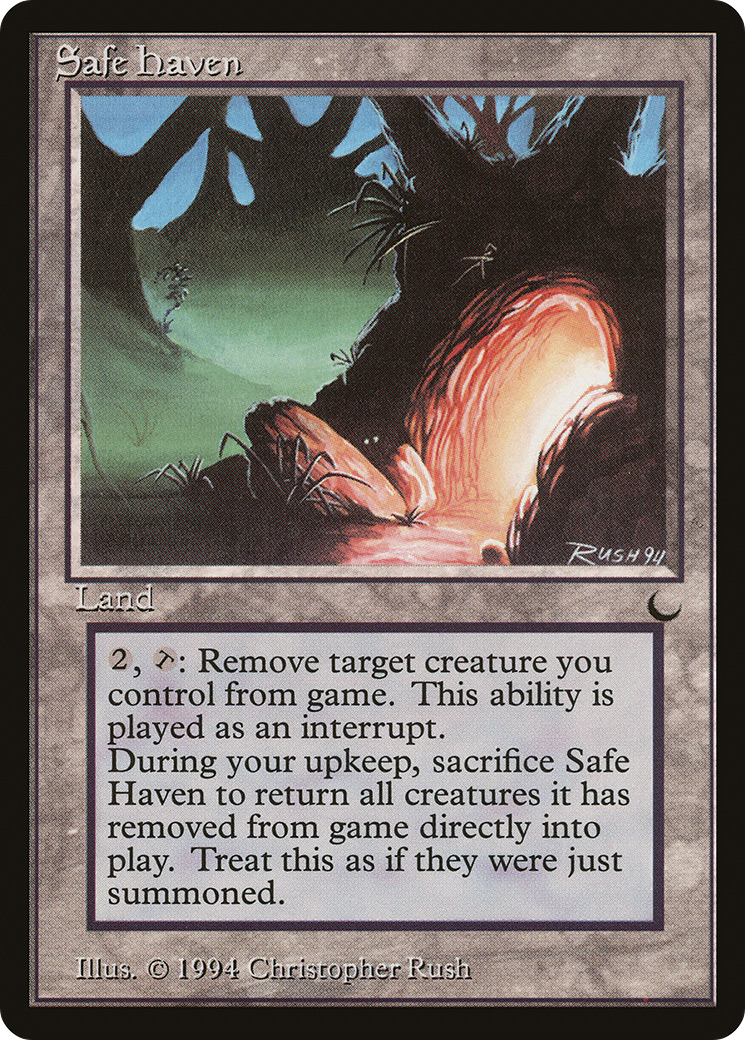 Safe Haven
RUSH 94
Land
2, T: Remove target creature you
control from game. This ability is
played as an interrupt.
During your upkeep, sacrifice Safe
Haven to return all creatures it has
removed from game directly into
play. Treat this as if they were just
summoned.
Illus. © 1994 Christopher Rush